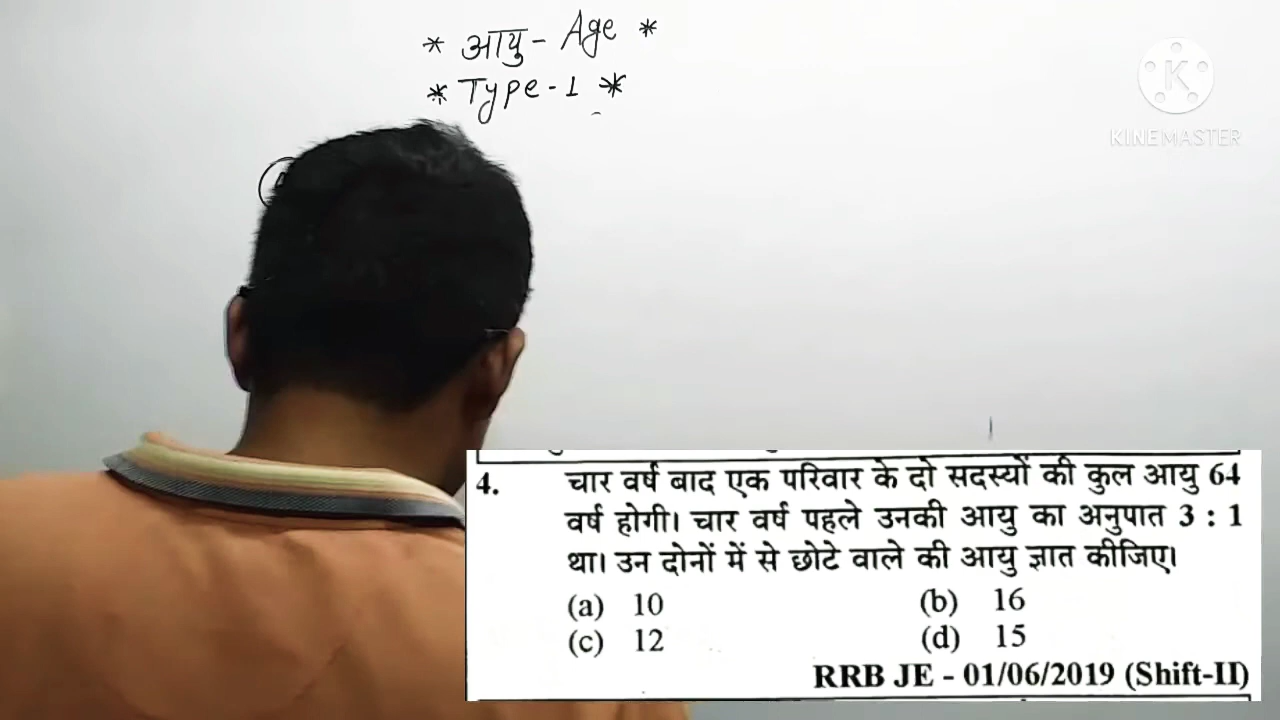 * आयु - Age *
* Type-1 *
KINEMASTER
4. चार वर्ष बाद एक परिवार के दो सदस्यों की कुल आयु 64
वर्ष होगी। चार वर्ष पहले उनकी आयु का अनुपात 3 : 1
था। उन दोनों में से छोटे वाले की आयु ज्ञात कीजिए।
(a) 10 (b) 16
(c) 12 (d) 15
RRB JE - 01/06/2019 (Shift-II)